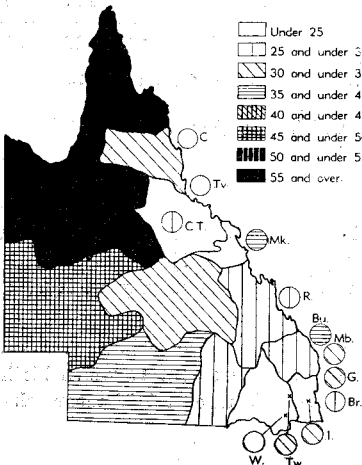 Under 25
25 and under 3
30 and under 3
35 and under 4
40 and under 4
45 and under 5
50 and under 5
55 and over.
C.
Tv.
C.T.
Mk.
R.
Bu.
Mb.
G.
Br.
I.
W.
Tw.